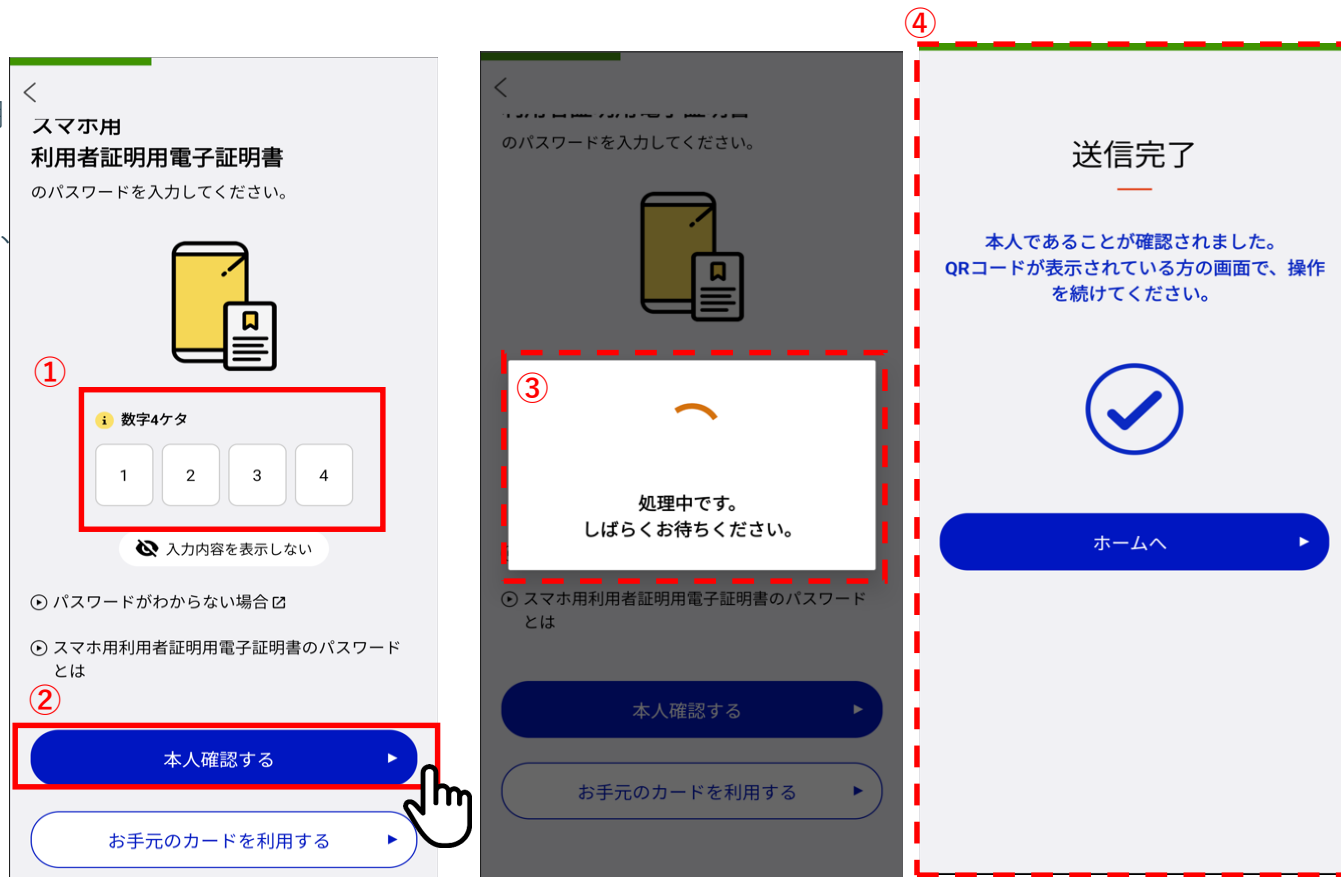 スマホ用
利用者証明用電子証明書
のパスワードを入力してください。
①
数字4ケタ
1 2 3 4
入力内容を表示しない
パスワードがわからない場合
スマホ用利用者証明用電子証明書のパスワード
とは
②
本人確認する
お手元のカードを利用する
のパスワードを入力してください。
③
処理中です。
しばらくお待ちください。
スマホ用利用者証明用電子証明書のパスワード
とは
本人確認する
お手元のカードを利用する
④
送信完了
本人であることが確認されました。
QRコードが表示されている方の画面で、操作
を続けてください。
ホームへ